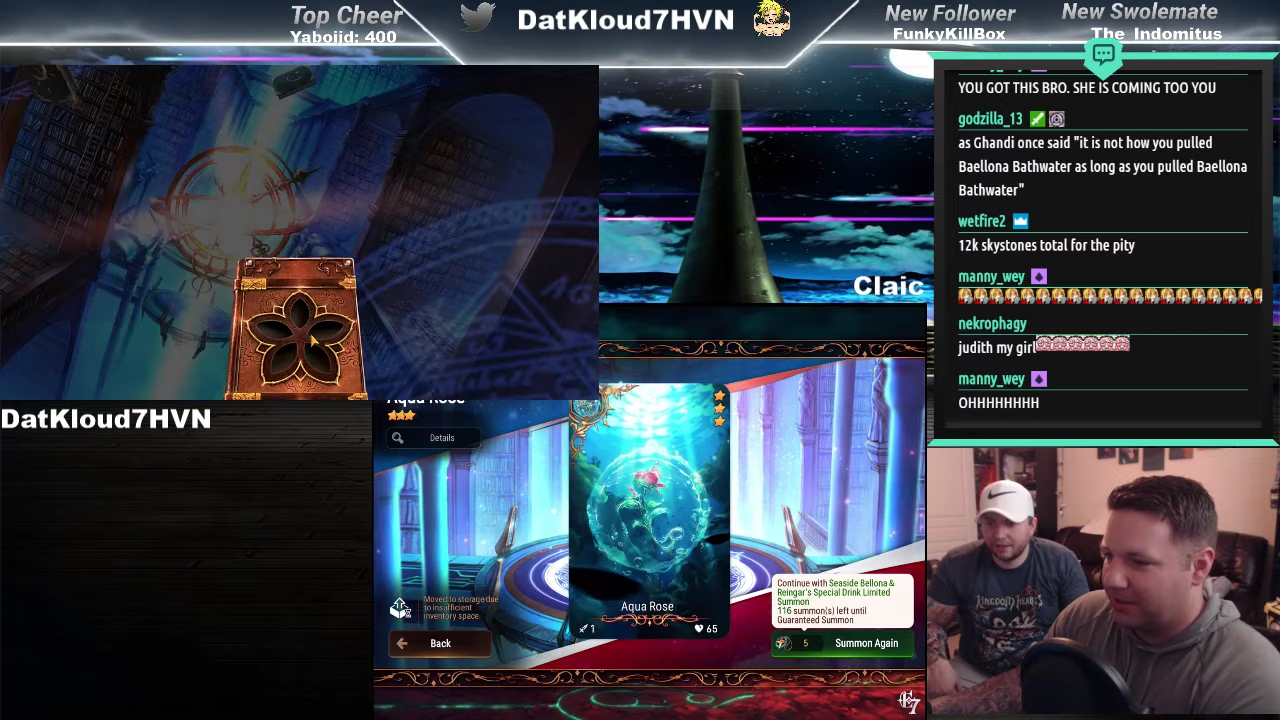 Top Cheer
Yaboijd: 400
DatKloud7HVN
New Follower
FunkyKillBox
New Swolemate
The_Indomitus
YOU GOT THIS BRO. SHE IS COMING TOO YOU
godzilla_13
as Ghandi once said "it is not how you pulled
Baellona Bathwater as long as you pulled Baellona
Bathwater"
wetfire2
12k skystones total for the pity
manny_wey
nekrophagy
judith my girl
manny_wey
OHHHHHHHH
Claic
DatKloud7HVN
Aqua Rose
Details
Aqua Rose
1
65
Moved to storage due
to insufficient
inventory space.
Back
Continue with Seaside Bellona &
Reingar's Special Drink Limited
Summon
116 summon(s) left until
Guaranteed Summon
5
Summon Again
KINGDOM HEARTS